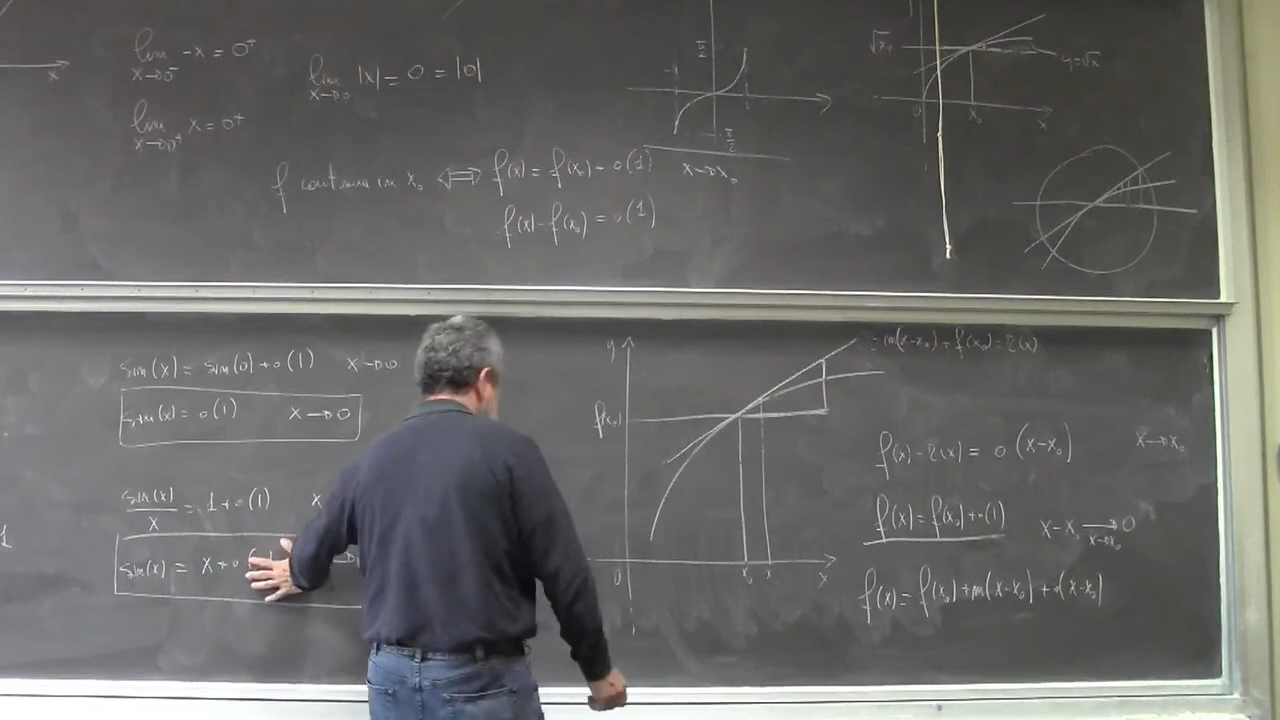 lim -x = 0⁺
x→0⁻
lim x = 0⁺
x→0⁺
lim |x| = 0 = |0|
x→0
f continua in x₀ ⟺ f(x) = f(x₀) + o(1) x→x₀
f(x) - f(x₀) = o(1)
π/2
-1
-π/2
√x₀
y=√x
0
x₀
x
x
sin(x) = sin(0) + o(1) x→0
sin(x) = o(1) x→0
sin(x)/x = 1 + o(1) x
sin(x) = x + o
1
y
f(x₀)
0
x₀
x
x
= m(x-x₀) + f(x₀) = r(x)
f(x) - r(x) = o(x-x₀) x→x₀
f(x) = f(x₀) + o(1) x-x₀ → 0
x→x₀
f(x) = f(x₀) + m(x-x₀) + o(x-x₀)